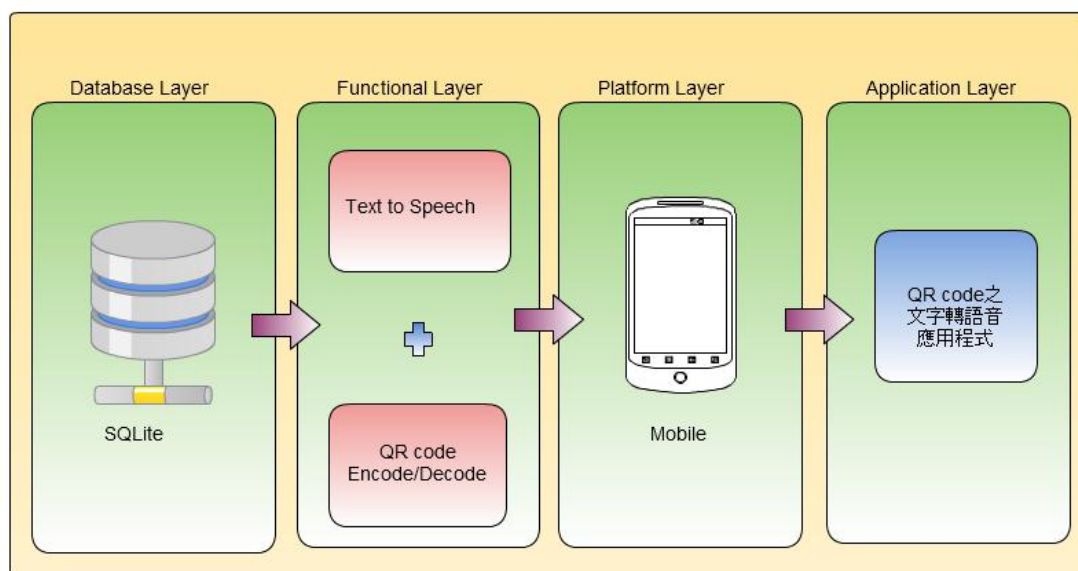 Database Layer
Functional Layer
Platform Layer
Application Layer
SQLite
Text to Speech
QR code
Encode/Decode
Mobile
QR code之
文字轉語音
應用程式